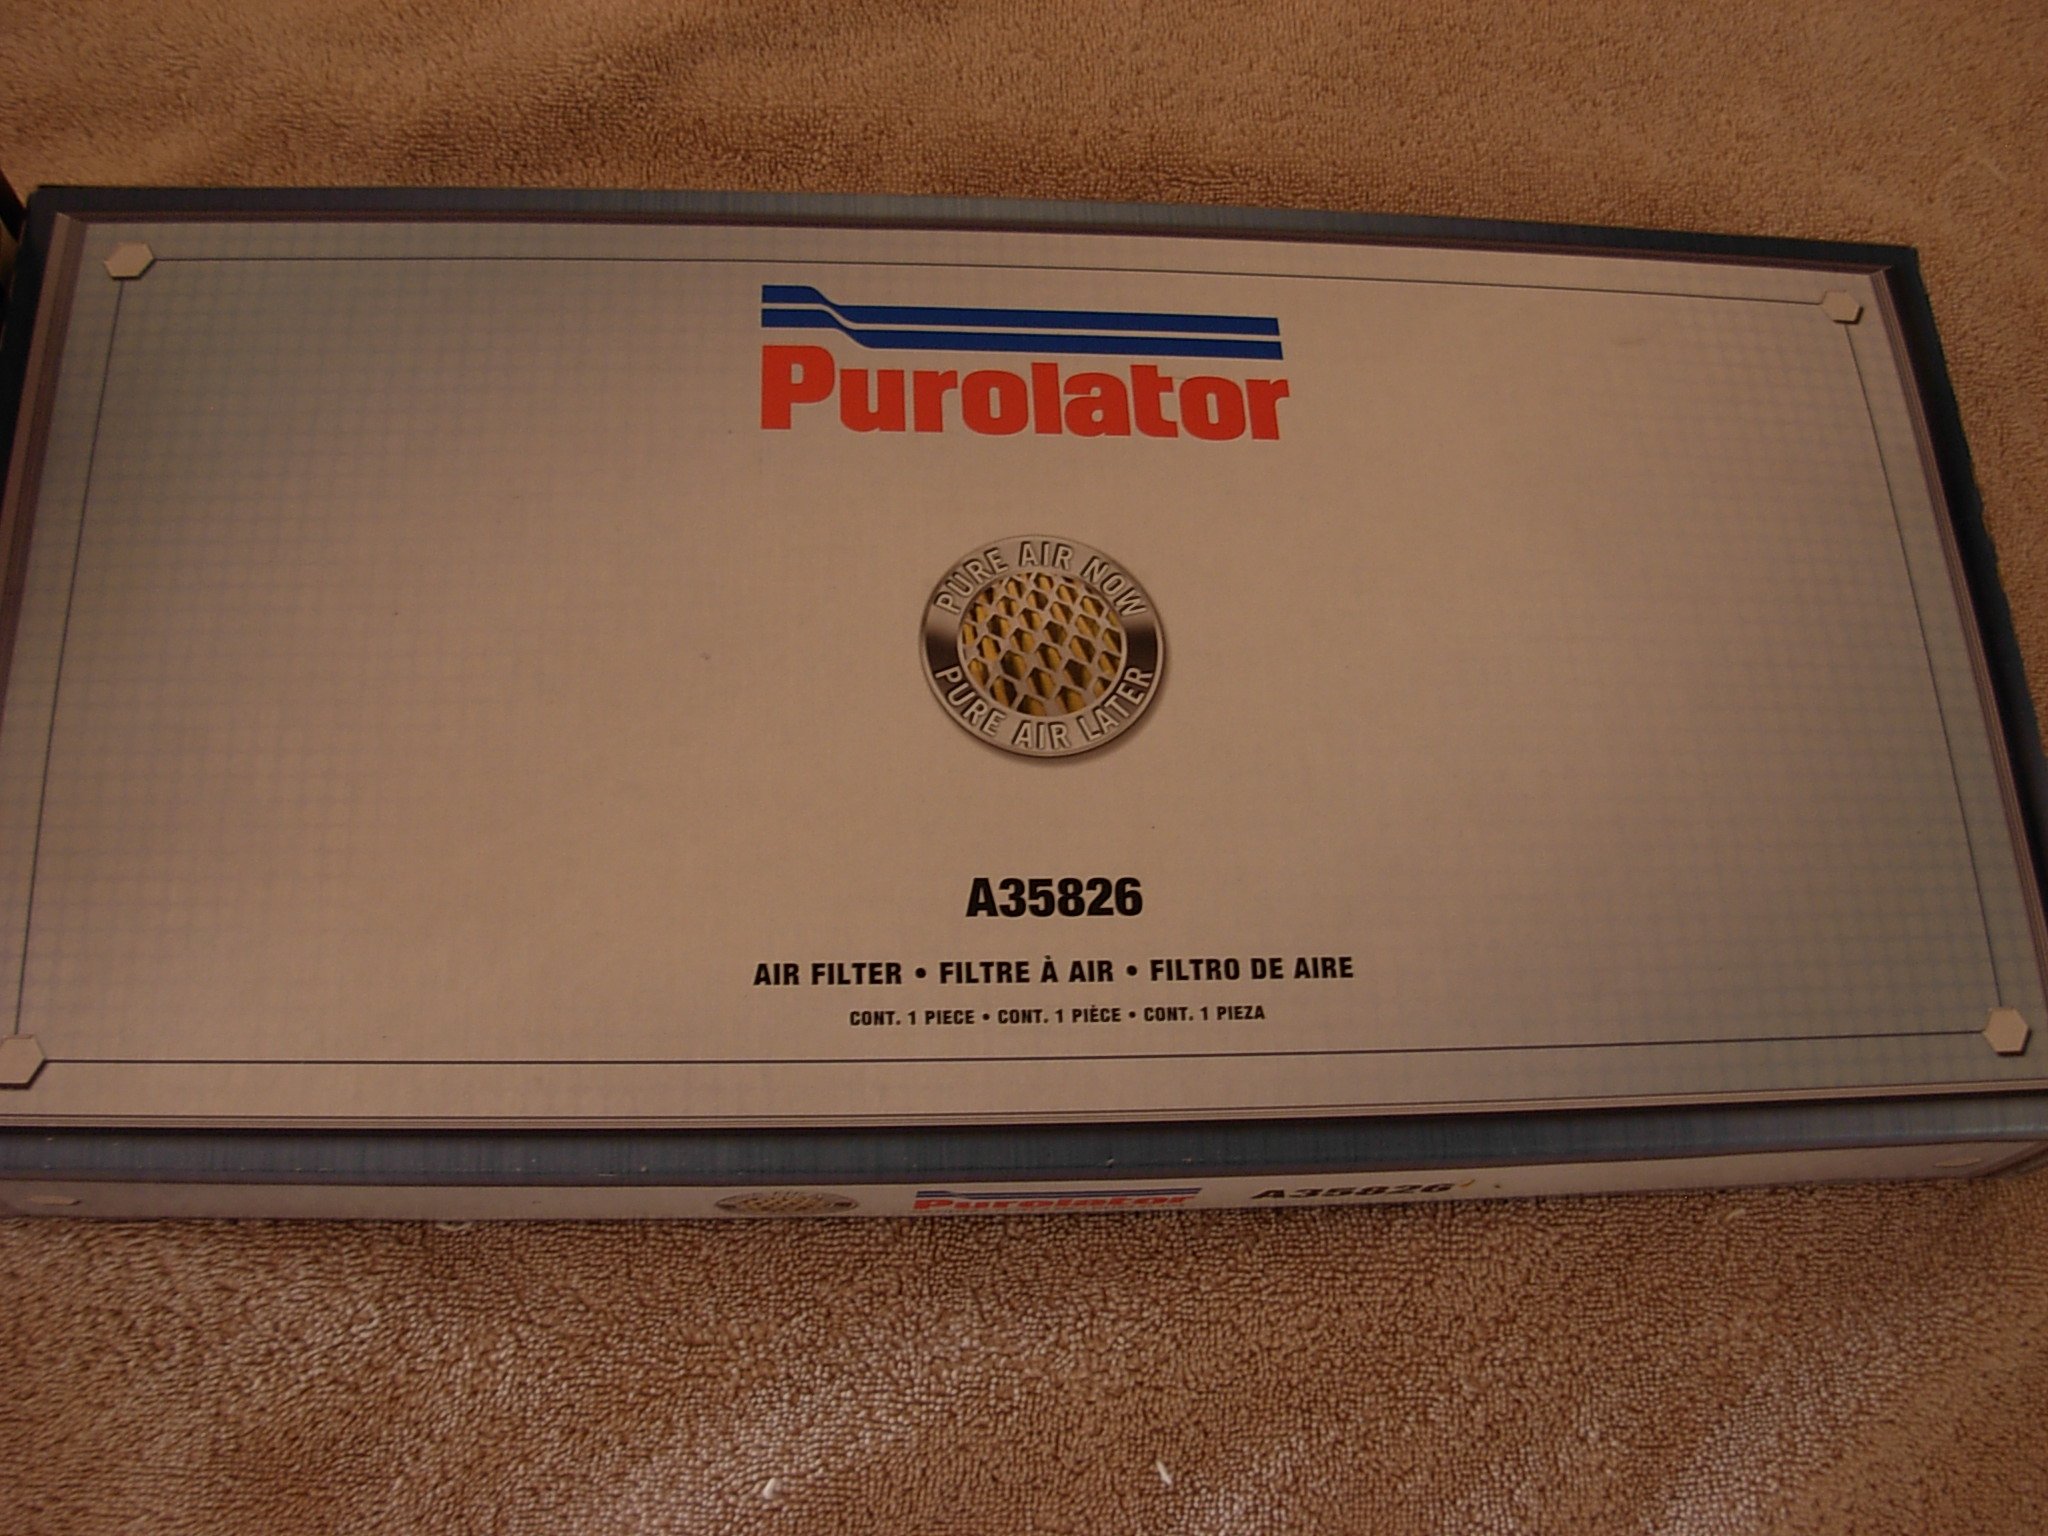 Purolator
PURE AIR NOW
PURE AIR LATER
A35826
AIR FILTER • FILTRE À AIR • FILTRO DE AIRE
CONT. 1 PIECE • CONT. 1 PIÈCE • CONT. 1 PIEZA
Purolator A35826